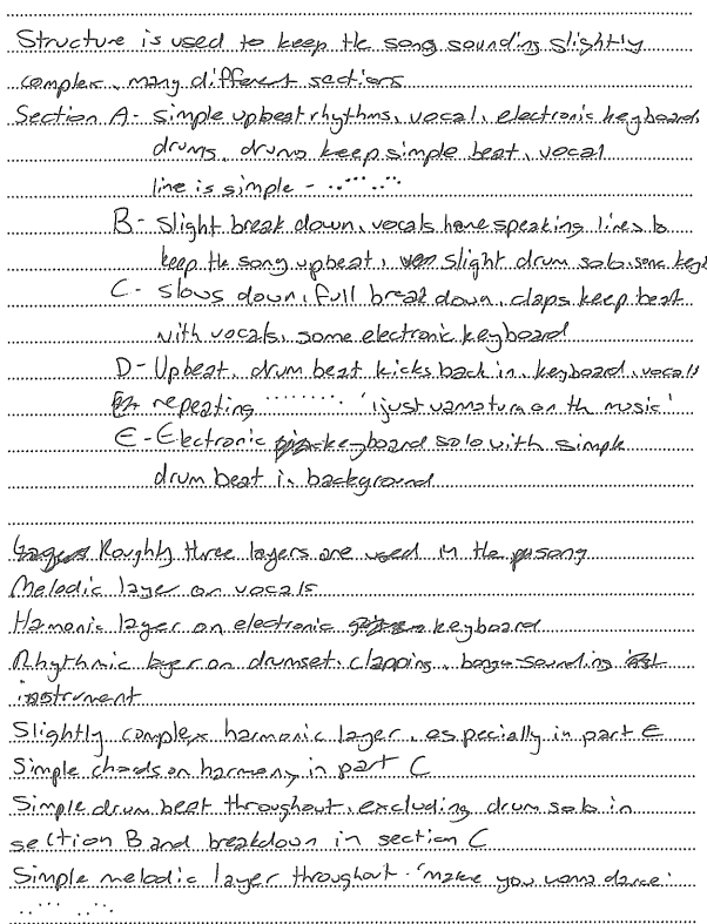 Structure is used to keep the song sounding slightly
complex, many different sections
Section A - simple upbeat rhythms, vocal, electronic keyboard,
drums, drums keep simple beat, vocal
line is simple -
B - Slight break down, vocals have speaking lines to
keep the song upbeat, slight drum solo, some
C - Slows down, full break down, claps keep beat
with vocals, some electronic keyboard
D - Upbeat, drum beat kicks back in, keyboard, vocals
repeating ' i just wanna turn on th music '
E - Electronic keyboard solo with simple
drum beat in background
Roughly three layers are used in the song
Melodic layer on vocals
Harmonic layer on electronic keyboard
Rhythmic layer on drumset, clapping, bongo-sounding
instrument
Slightly complex harmonic layer, especially in part E
Simple chords on harmony in part C
Simple drum beat throughout, excluding drum solo in
section B and breakdown in section C
Simple melodic layer throughout - 'make you wanna dance'